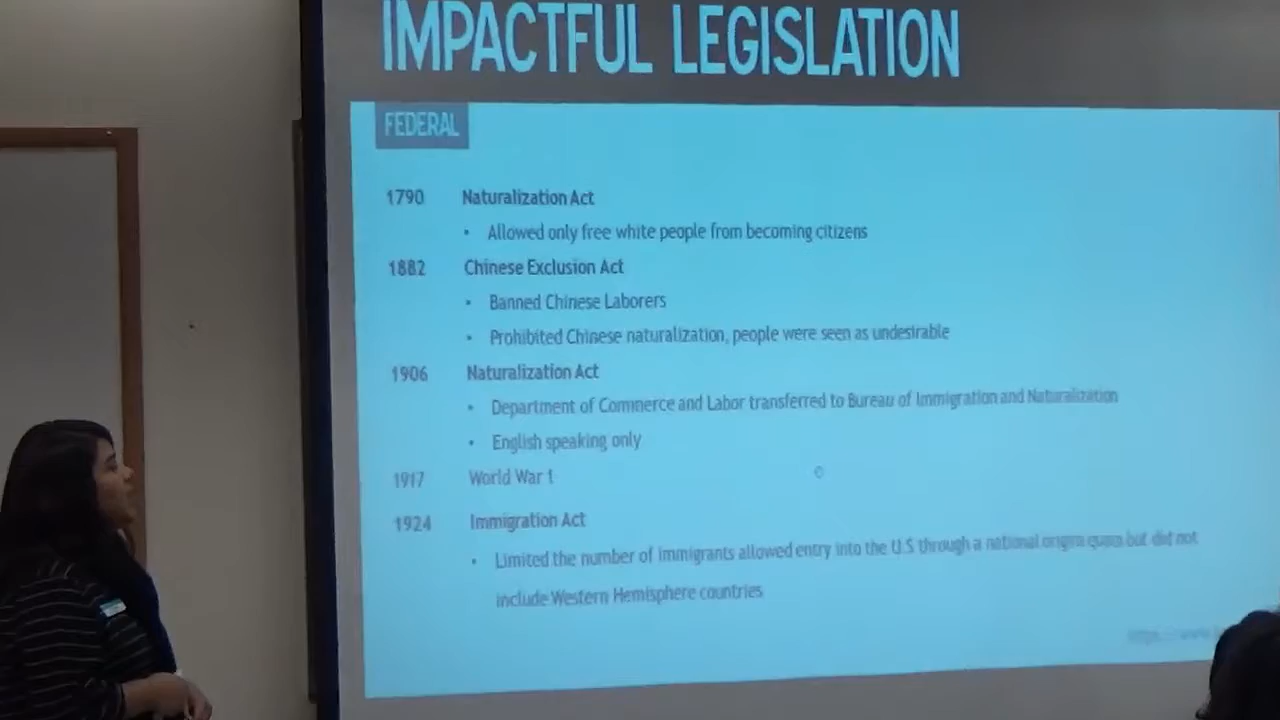 IMPACTFUL LEGISLATION
FEDERAL
1790 Naturalization Act
• Allowed only free white people from becoming citizens
1882 Chinese Exclusion Act
• Banned Chinese Laborers
• Prohibited Chinese naturalization, people were seen as undesirable
1906 Naturalization Act
• Department of Commerce and Labor transferred to Bureau of Immigration and Naturalization
• English speaking only
1917 World War 1
1924 Immigration Act
• Limited the number of immigrants allowed entry into the U.S through a national origins quota but did not
include Western Hemisphere countries